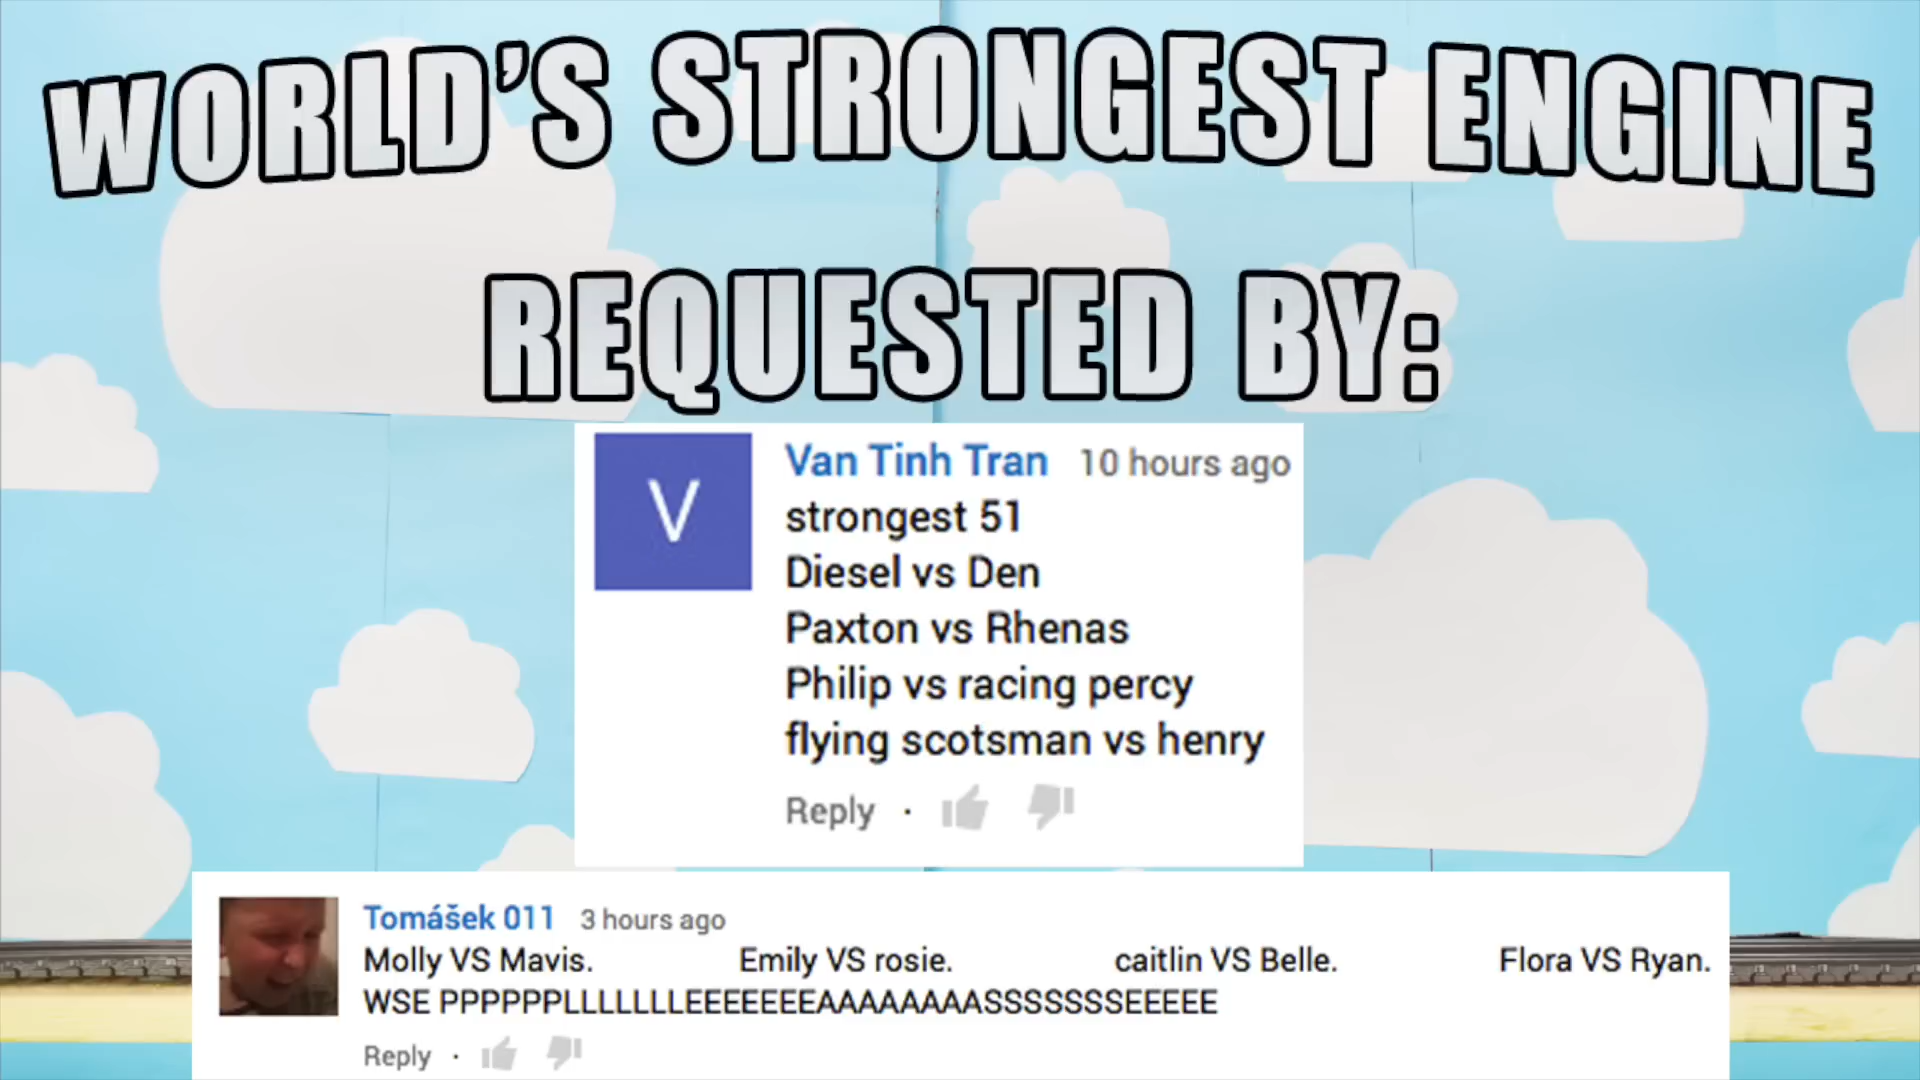 WORLD'S STRONGEST ENGINE
REQUESTED BY:
V
Van Tinh Tran 10 hours ago
strongest 51
Diesel vs Den
Paxton vs Rhenas
Philip vs racing percy
flying scotsman vs henry
Reply ·
Tomášek 011 3 hours ago
Molly VS Mavis. Emily VS rosie. caitlin VS Belle. Flora VS Ryan.
WSE PPPPPPLLLLLLLEEEEEEEAAAAAAAASSSSSSSEEEEE
Reply ·